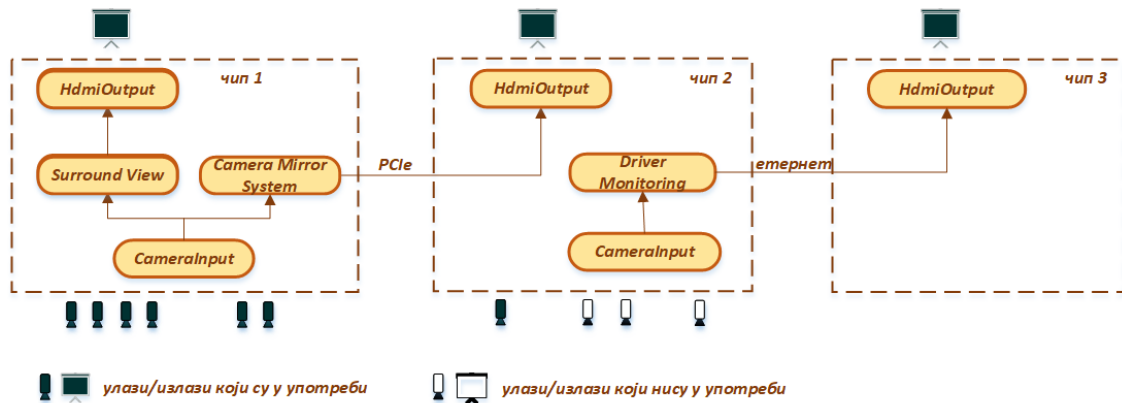 чип 1
HdmiOutput
Surround View
Camera Mirror
System
CameraInput
PCIe
чип 2
HdmiOutput
Driver
Monitoring
CameraInput
етернет
чип 3
HdmiOutput
улази/излази који су у употреби
улази/излази који нису у употреби